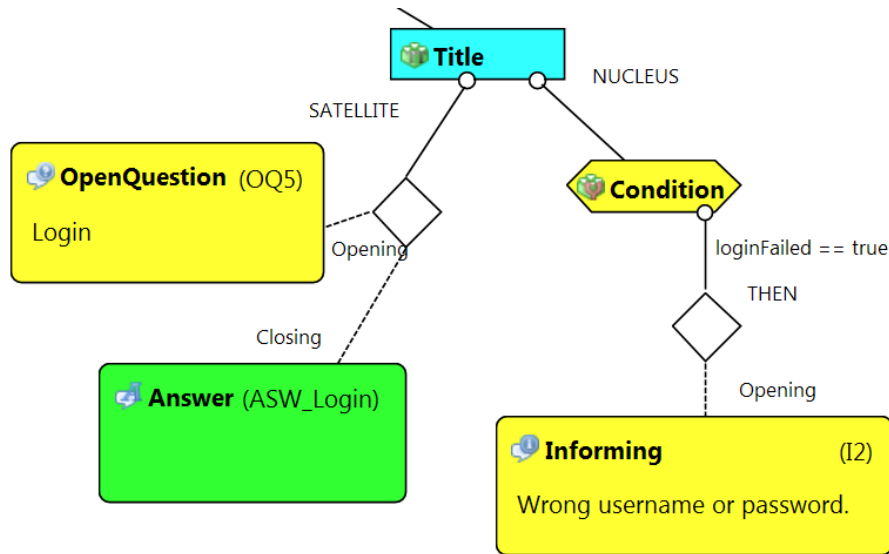 Title
NUCLEUS
SATELLITE
OpenQuestion (OQ5)
Login
Condition
Opening
loginFailed == true
THEN
Closing
Answer (ASW_Login)
Opening
Informing (I2)
Wrong username or password.